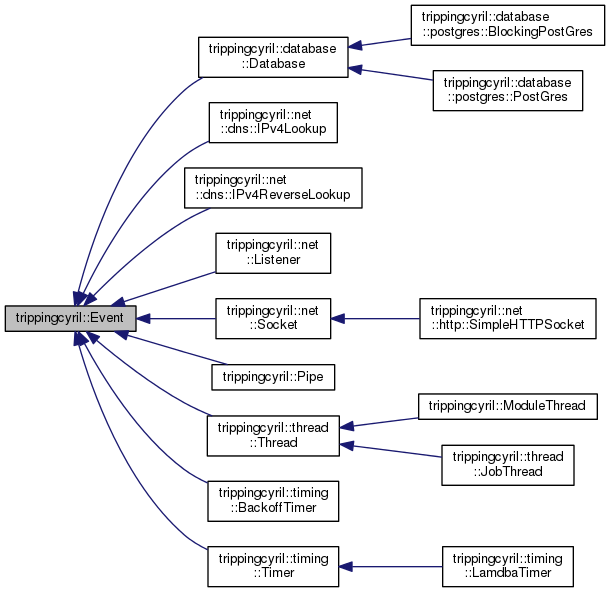 trippingcyril::Event
trippingcyril::database
::Database
trippingcyril::database
::postgres::BlockingPostGres
trippingcyril::database
::postgres::PostGres
trippingcyril::net
::dns::IPv4Lookup
trippingcyril::net
::dns::IPv4ReverseLookup
trippingcyril::net
::Listener
trippingcyril::net
::Socket
trippingcyril::net
::http::SimpleHTTPSocket
trippingcyril::Pipe
trippingcyril::thread
::Thread
trippingcyril::ModuleThread
trippingcyril::thread
::JobThread
trippingcyril::timing
::BackoffTimer
trippingcyril::timing
::Timer
trippingcyril::timing
::LamdbaTimer